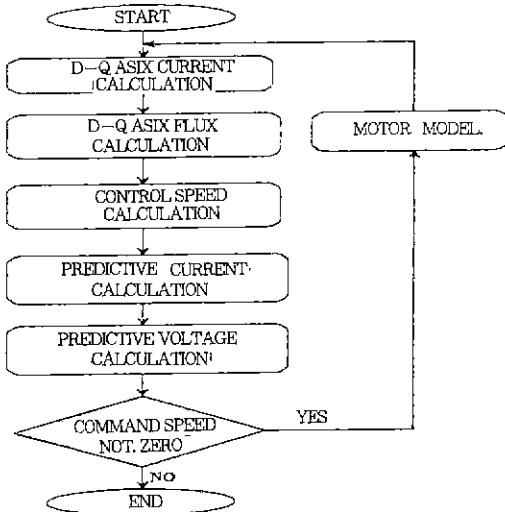 START
D-Q ASIX CURRENT
CALCULATION
D-Q ASIX FLUX
CALCULATION
MOTOR MODEL.
CONTROL SPEED
CALCULATION
PREDICTIVE CURRENT
CALCULATION
PREDICTIVE VOLTAGE
CALCULATION
COMMAND SPEED
NOT. ZERO
YES
NO
END